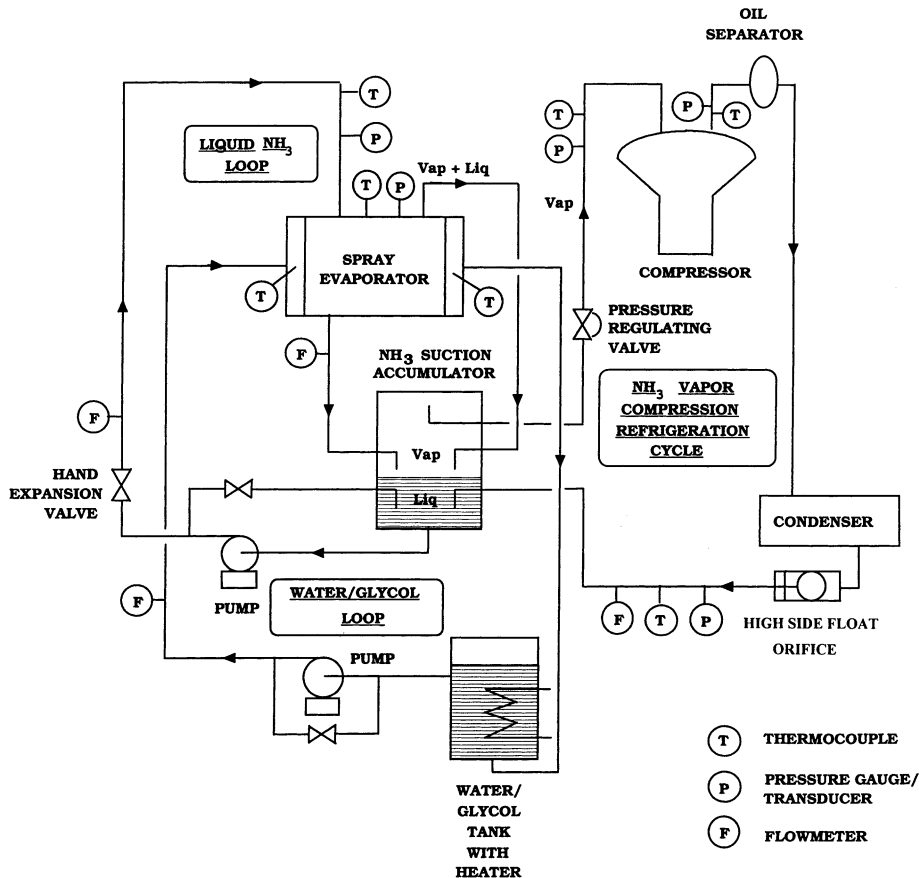 OIL
SEPARATOR
T
P
P
T
T
LIQUID NH3
LOOP
P
T
P
Vap + Liq
Vap
SPRAY
EVAPORATOR
COMPRESSOR
T
T
PRESSURE
REGULATING
VALVE
F
NH3 SUCTION
ACCUMULATOR
NH3 VAPOR
COMPRESSION
REFRIGERATION
CYCLE
F
Vap
HAND
EXPANSION
VALVE
Liq
CONDENSER
PUMP
WATER/GLYCOL
LOOP
F
F
T
P
HIGH SIDE FLOAT
ORIFICE
PUMP
T
THERMOCOUPLE
P
PRESSURE GAUGE/
TRANSDUCER
F
FLOWMETER
WATER/
GLYCOL
TANK
WITH
HEATER